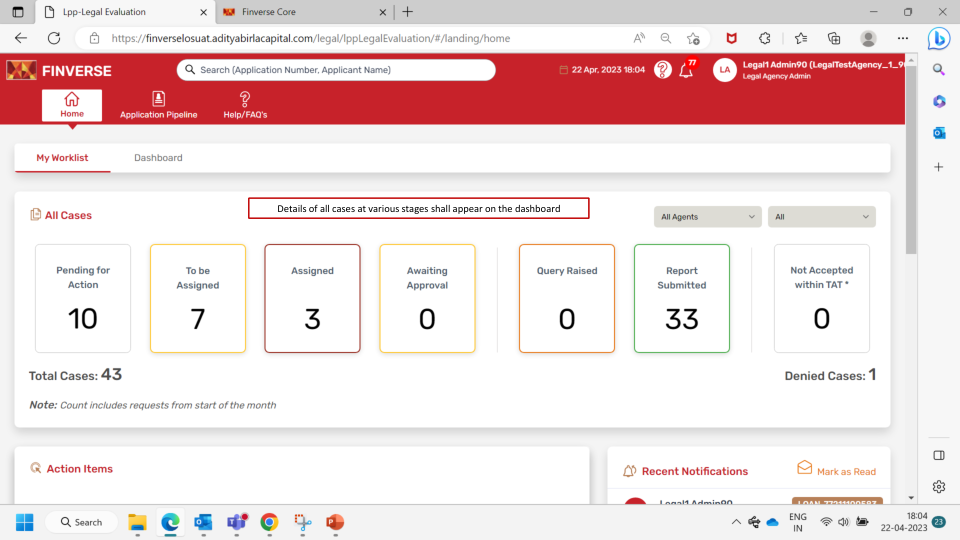 Lpp-Legal Evaluation
Finverse Core
https://finverselosuat.adityabirlacapital.com/legal/lppLegalEvaluation/#/landing/home
FINVERSE
Search (Application Number, Applicant Name)
22 Apr, 2023 18:04
77
LA
Legal1 Admin90 (LegalTestAgency_1_9
Legal Agency Admin
Home
Application Pipeline
Help/FAQ's
My Worklist
Dashboard
All Cases
Details of all cases at various stages shall appear on the dashboard
All Agents
All
Pending for
Action
10
To be
Assigned
7
Assigned
3
Awaiting
Approval
0
Query Raised
0
Report
Submitted
33
Not Accepted
within TAT *
0
Total Cases: 43
Denied Cases: 1
Note: Count includes requests from start of the month
Action Items
Recent Notifications
Mark as Read
Legal1 Admin90
Search
ENG
IN
18:04
22-04-2023
23